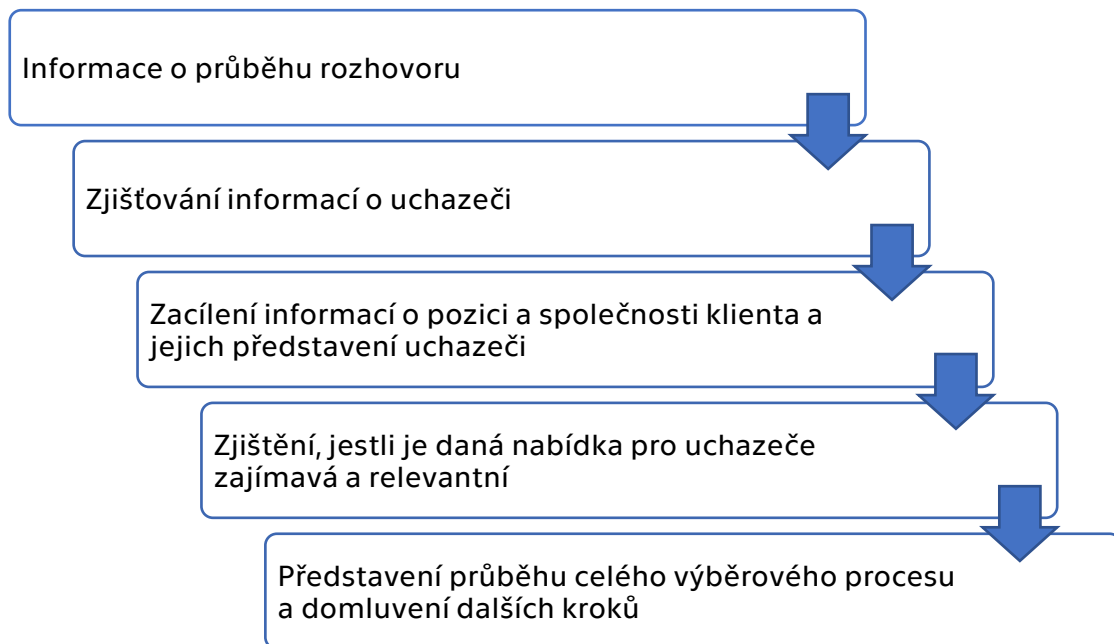 Informace o průběhu rozhovoru
Zjišťování informací o uchazeči
Zacílení informací o pozici a společnosti klienta a
jejich představení uchazeči
Zjištění, jestli je daná nabídka pro uchazeče
zajímavá a relevantní
Představení průběhu celého výběrového procesu
a domluvení dalších kroků